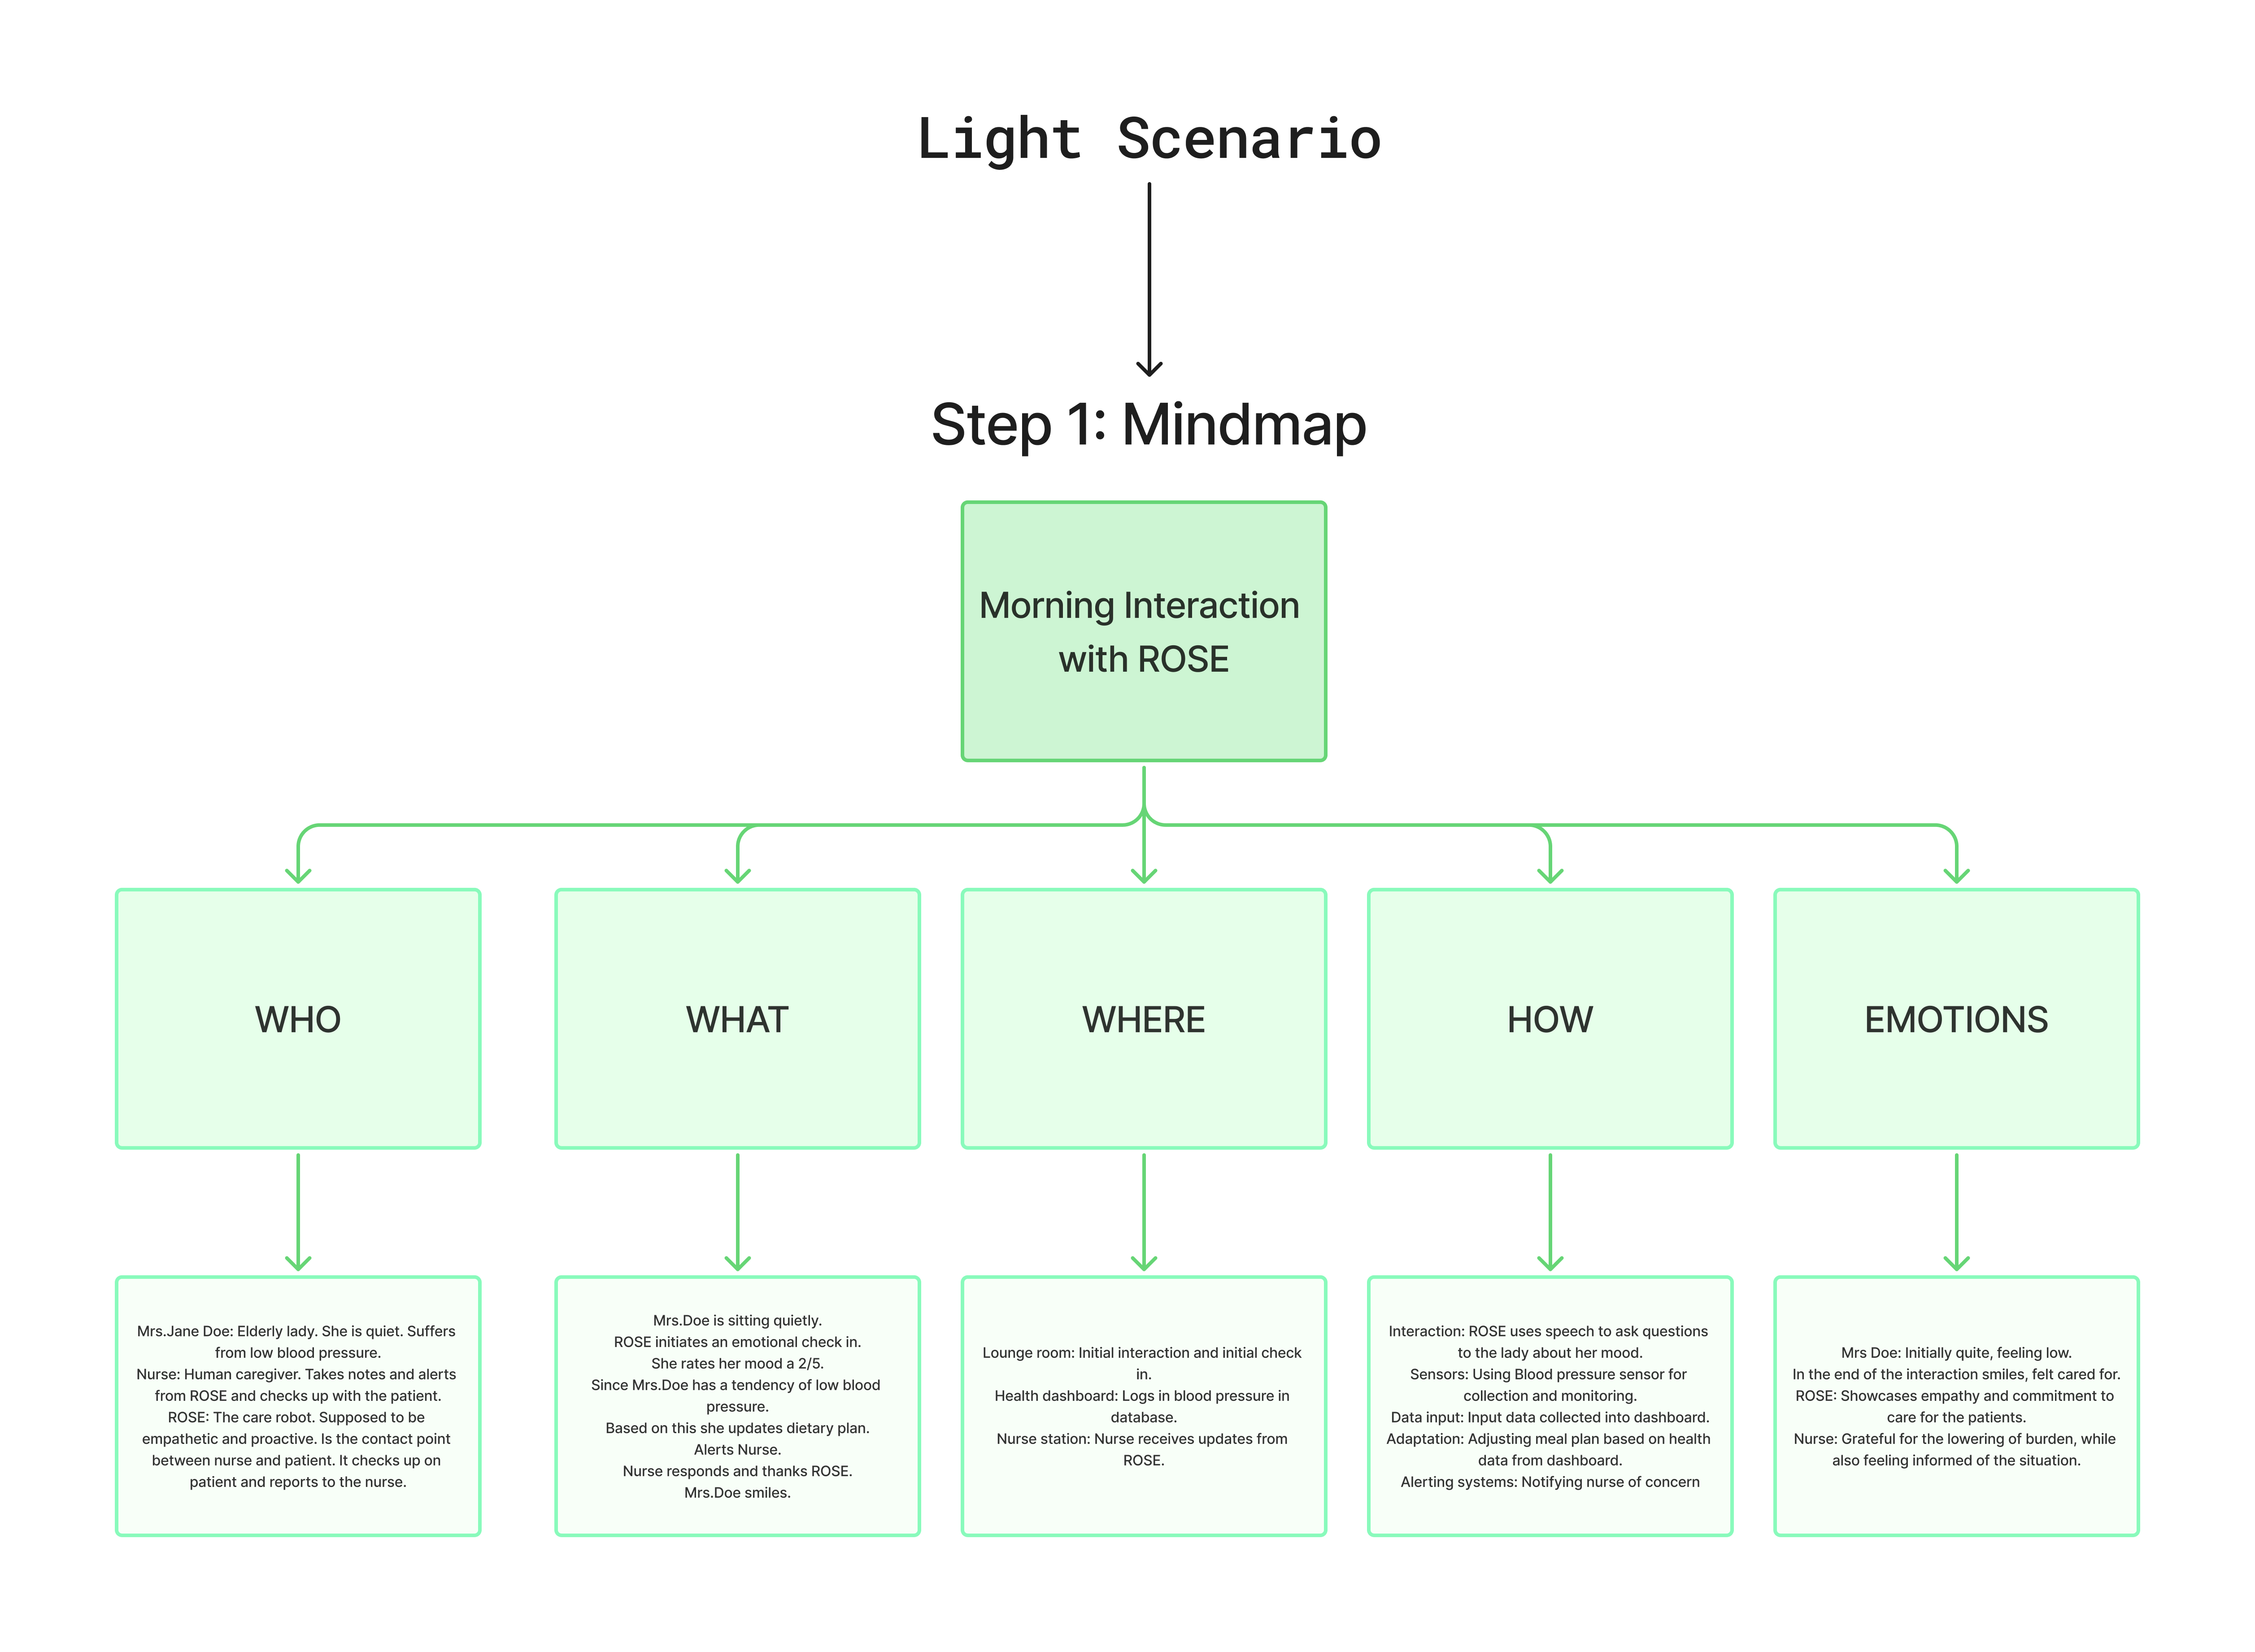 Light Scenario
Step 1: Mindmap
Morning Interaction
with ROSE
WHO
WHAT
WHERE
HOW
EMOTIONS
Mrs.Jane Doe: Elderly lady. She is quiet. Suffers
from low blood pressure.
Nurse: Human caregiver. Takes notes and alerts
from ROSE and checks up with the patient.
ROSE: The care robot. Supposed to be
empathetic and proactive. Is the contact point
between nurse and patient. It checks up on
patient and reports to the nurse.
Mrs.Doe is sitting quietly.
ROSE initiates an emotional check in.
She rates her mood a 2/5.
Since Mrs.Doe has a tendency of low blood
pressure.
Based on this she updates dietary plan.
Alerts Nurse.
Nurse responds and thanks ROSE.
Mrs.Doe smiles.
Lounge room: Initial interaction and initial check
in.
Health dashboard: Logs in blood pressure in
database.
Nurse station: Nurse receives updates from
ROSE.
Interaction: ROSE uses speech to ask questions
to the lady about her mood.
Sensors: Using Blood pressure sensor for
collection and monitoring.
Data input: Input data collected into dashboard.
Adaptation: Adjusting meal plan based on health
data from dashboard.
Alerting systems: Notifying nurse of concern
Mrs Doe: Initially quite, feeling low.
In the end of the interaction smiles, felt cared for.
ROSE: Showcases empathy and commitment to
care for the patients.
Nurse: Grateful for the lowering of burden, while
also feeling informed of the situation.